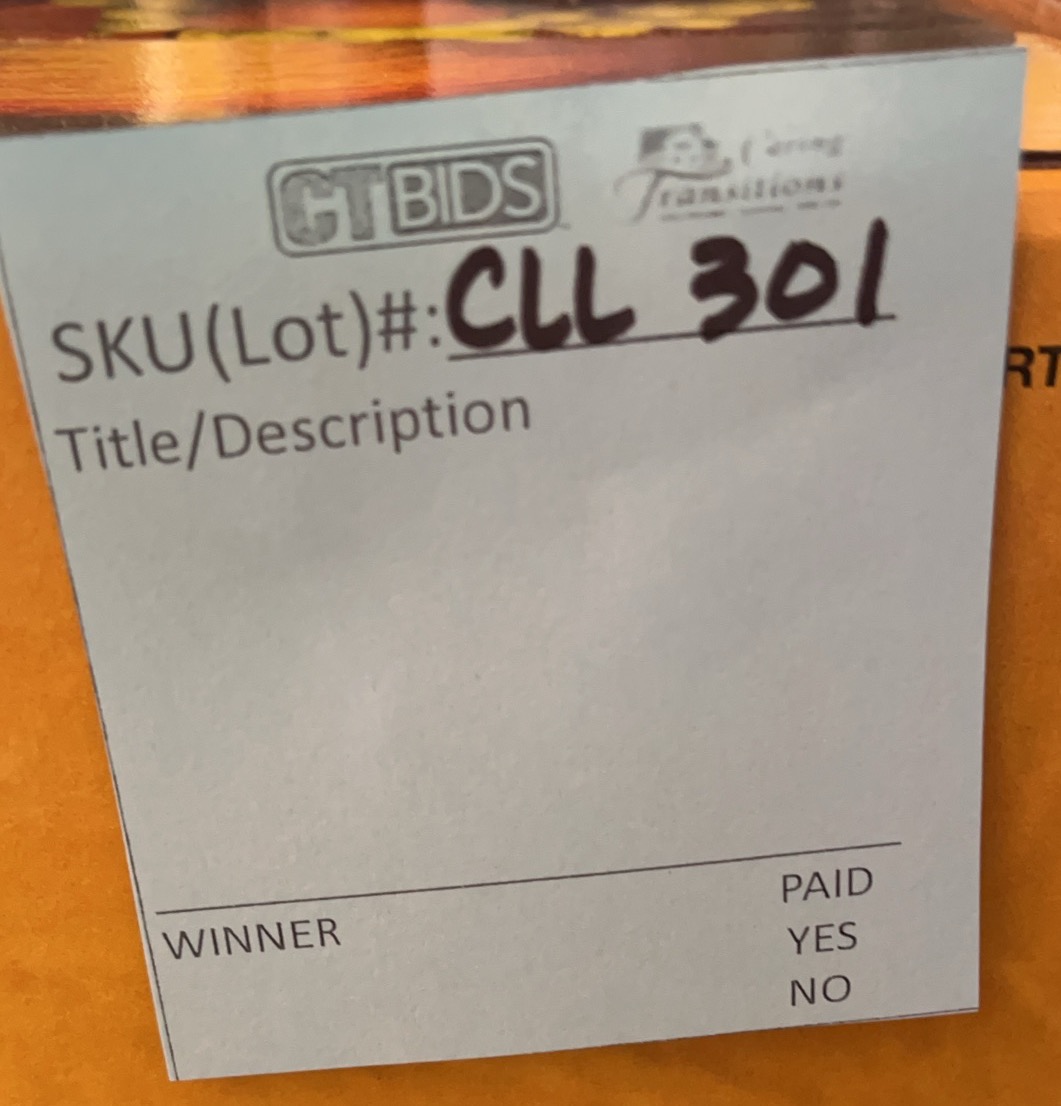 CTBIDS
Caring
Transitions
SKU(Lot)#: CLL 301
Title/Description
RT
WINNER
PAID
YES
NO